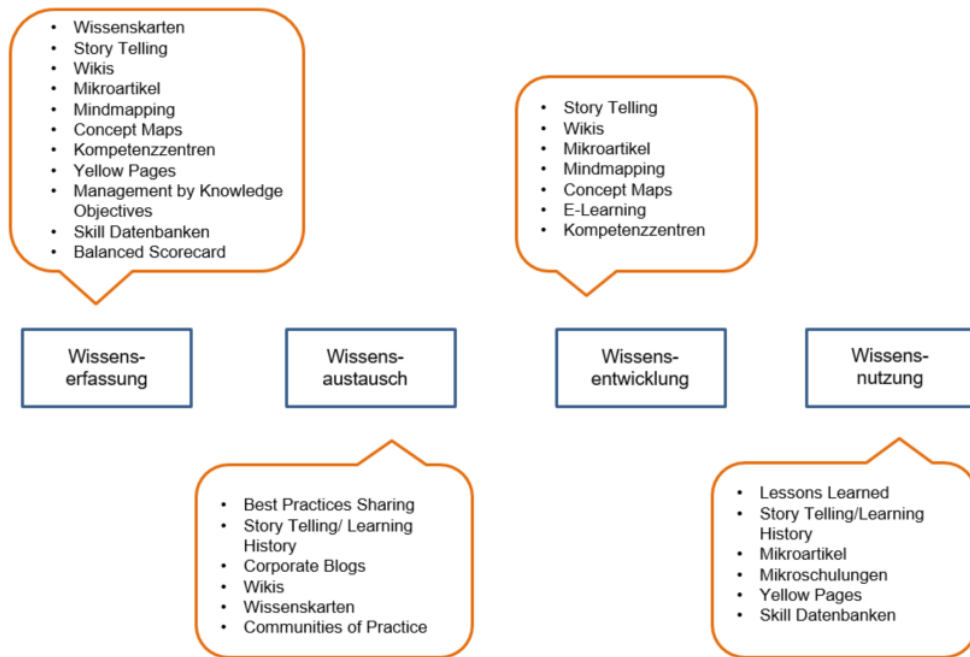 • Wissenskarten
• Story Telling
• Wikis
• Mikroartikel
• Mindmapping
• Concept Maps
• Kompetenzzentren
• Yellow Pages
• Management by Knowledge
Objectives
• Skill Datenbanken
• Balanced Scorecard
• Story Telling
• Wikis
• Mikroartikel
• Mindmapping
• Concept Maps
• E-Learning
• Kompetenzzentren
Wissens-
erfassung
Wissens-
austausch
Wissens-
entwicklung
Wissens-
nutzung
• Best Practices Sharing
• Story Telling/ Learning
History
• Corporate Blogs
• Wikis
• Wissenskarten
• Communities of Practice
• Lessons Learned
• Story Telling/Learning
History
• Mikroartikel
• Mikroschulungen
• Yellow Pages
• Skill Datenbanken